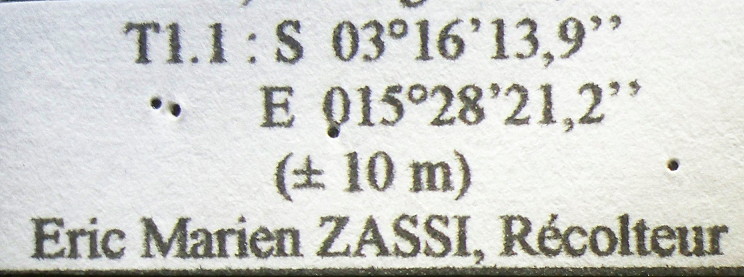 T1.1 : S 03°16’13,9’’
E 015°28’21,2’’
(± 10 m)
Eric Marien ZASSI, Récolteur